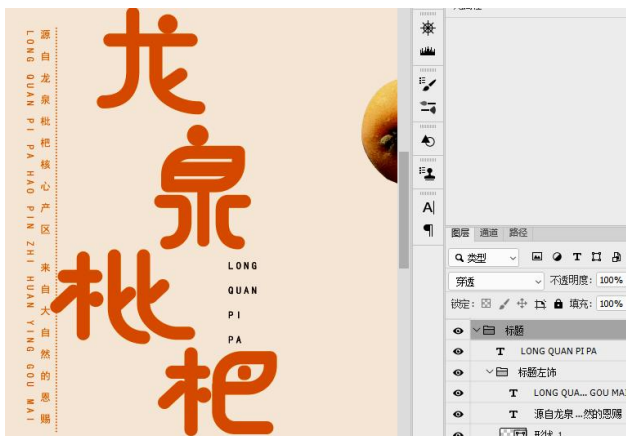 龙
泉
枇
杷
源自龙泉枇杷核心产区 来自大自然的恩赐
LONG QUAN PI PA HAO PIN ZHI HUAN YING GOU MAI
LONG
QUAN
PI
PA
图层 通道 路径
类型
穿透 不透明度: 100%
锁定: 填充: 100%
标题
T LONG QUAN PI PA
标题左饰
T LONG QUA... GOU MAI
T 源自龙泉...然的恩赐
形状 1